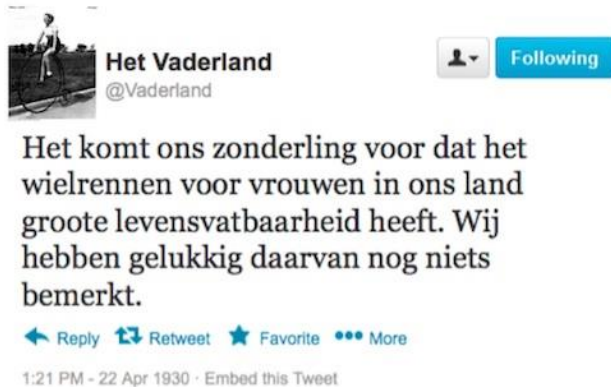 Het Vaderland
Following
@Vaderland
Het komt ons zonderling voor dat het
wielrennen voor vrouwen in ons land
groote levensvatbaarheid heeft. Wij
hebben gelukkig daarvan nog niets
bemerkt.
Reply Retweet Favorite More
1:21 PM - 22 Apr 1930 · Embed this Tweet